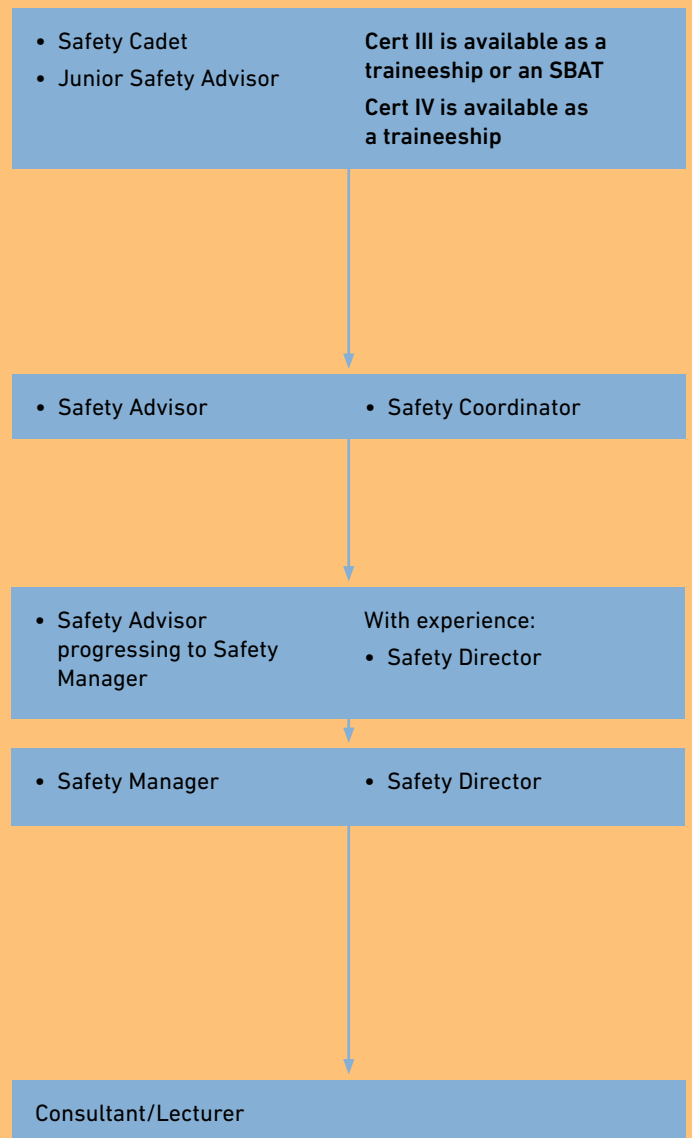 • Safety Cadet
• Junior Safety Advisor
Cert III is available as a
traineeship or an SBAT
Cert IV is available as
a traineeship
• Safety Advisor
• Safety Coordinator
• Safety Advisor
progressing to Safety
Manager
With experience:
• Safety Director
• Safety Manager
• Safety Director
Consultant/Lecturer